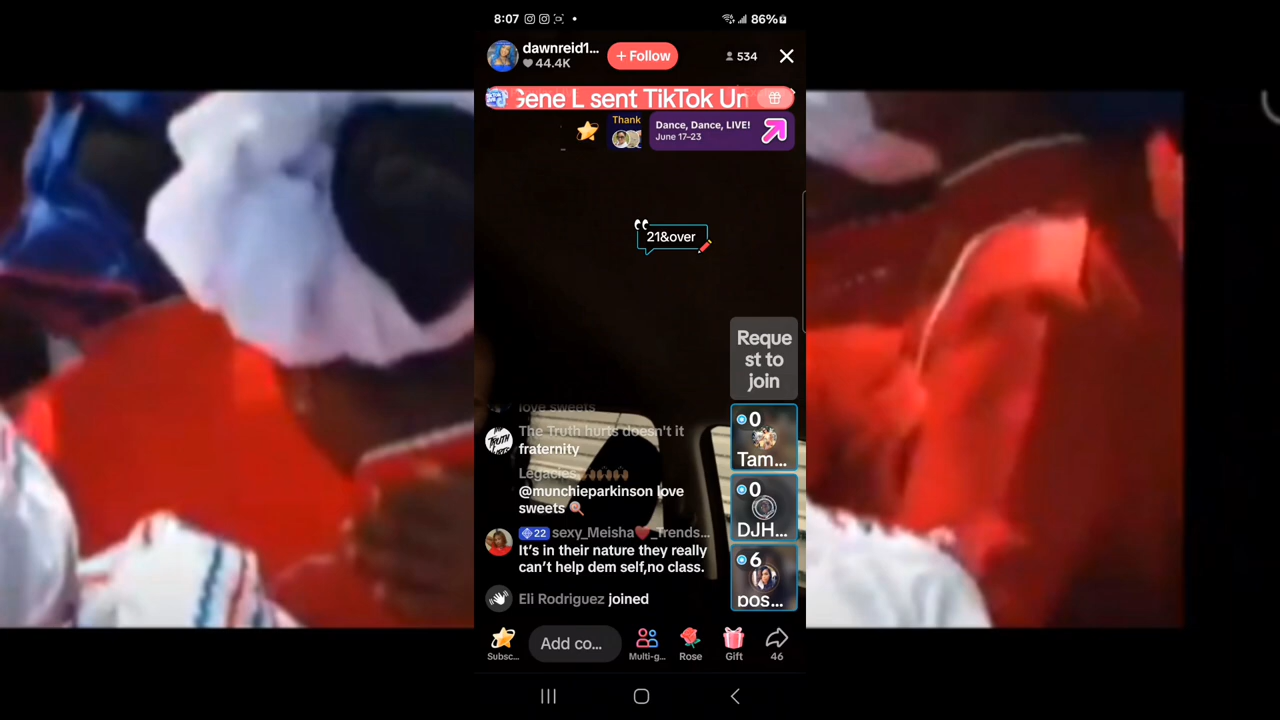 8:07
86%
dawnreid1...
+ Follow
534
44.4K
Gene L sent TikTok Un
Thank
Dance, Dance, LIVE!
June 17–23
21&over
Reque
st to
join
love sweets
The Truth hurts doesn't it
fraternity
Legacies
@munchieparkinson love
sweets
22 sexy_Meisha_Trends...
It's in their nature they really
can't help dem self,no class.
Eli Rodriguez joined
0
Tam...
0
DJH...
6
pos...
Subsc...
Add co...
Multi-g...
Rose
Gift
46